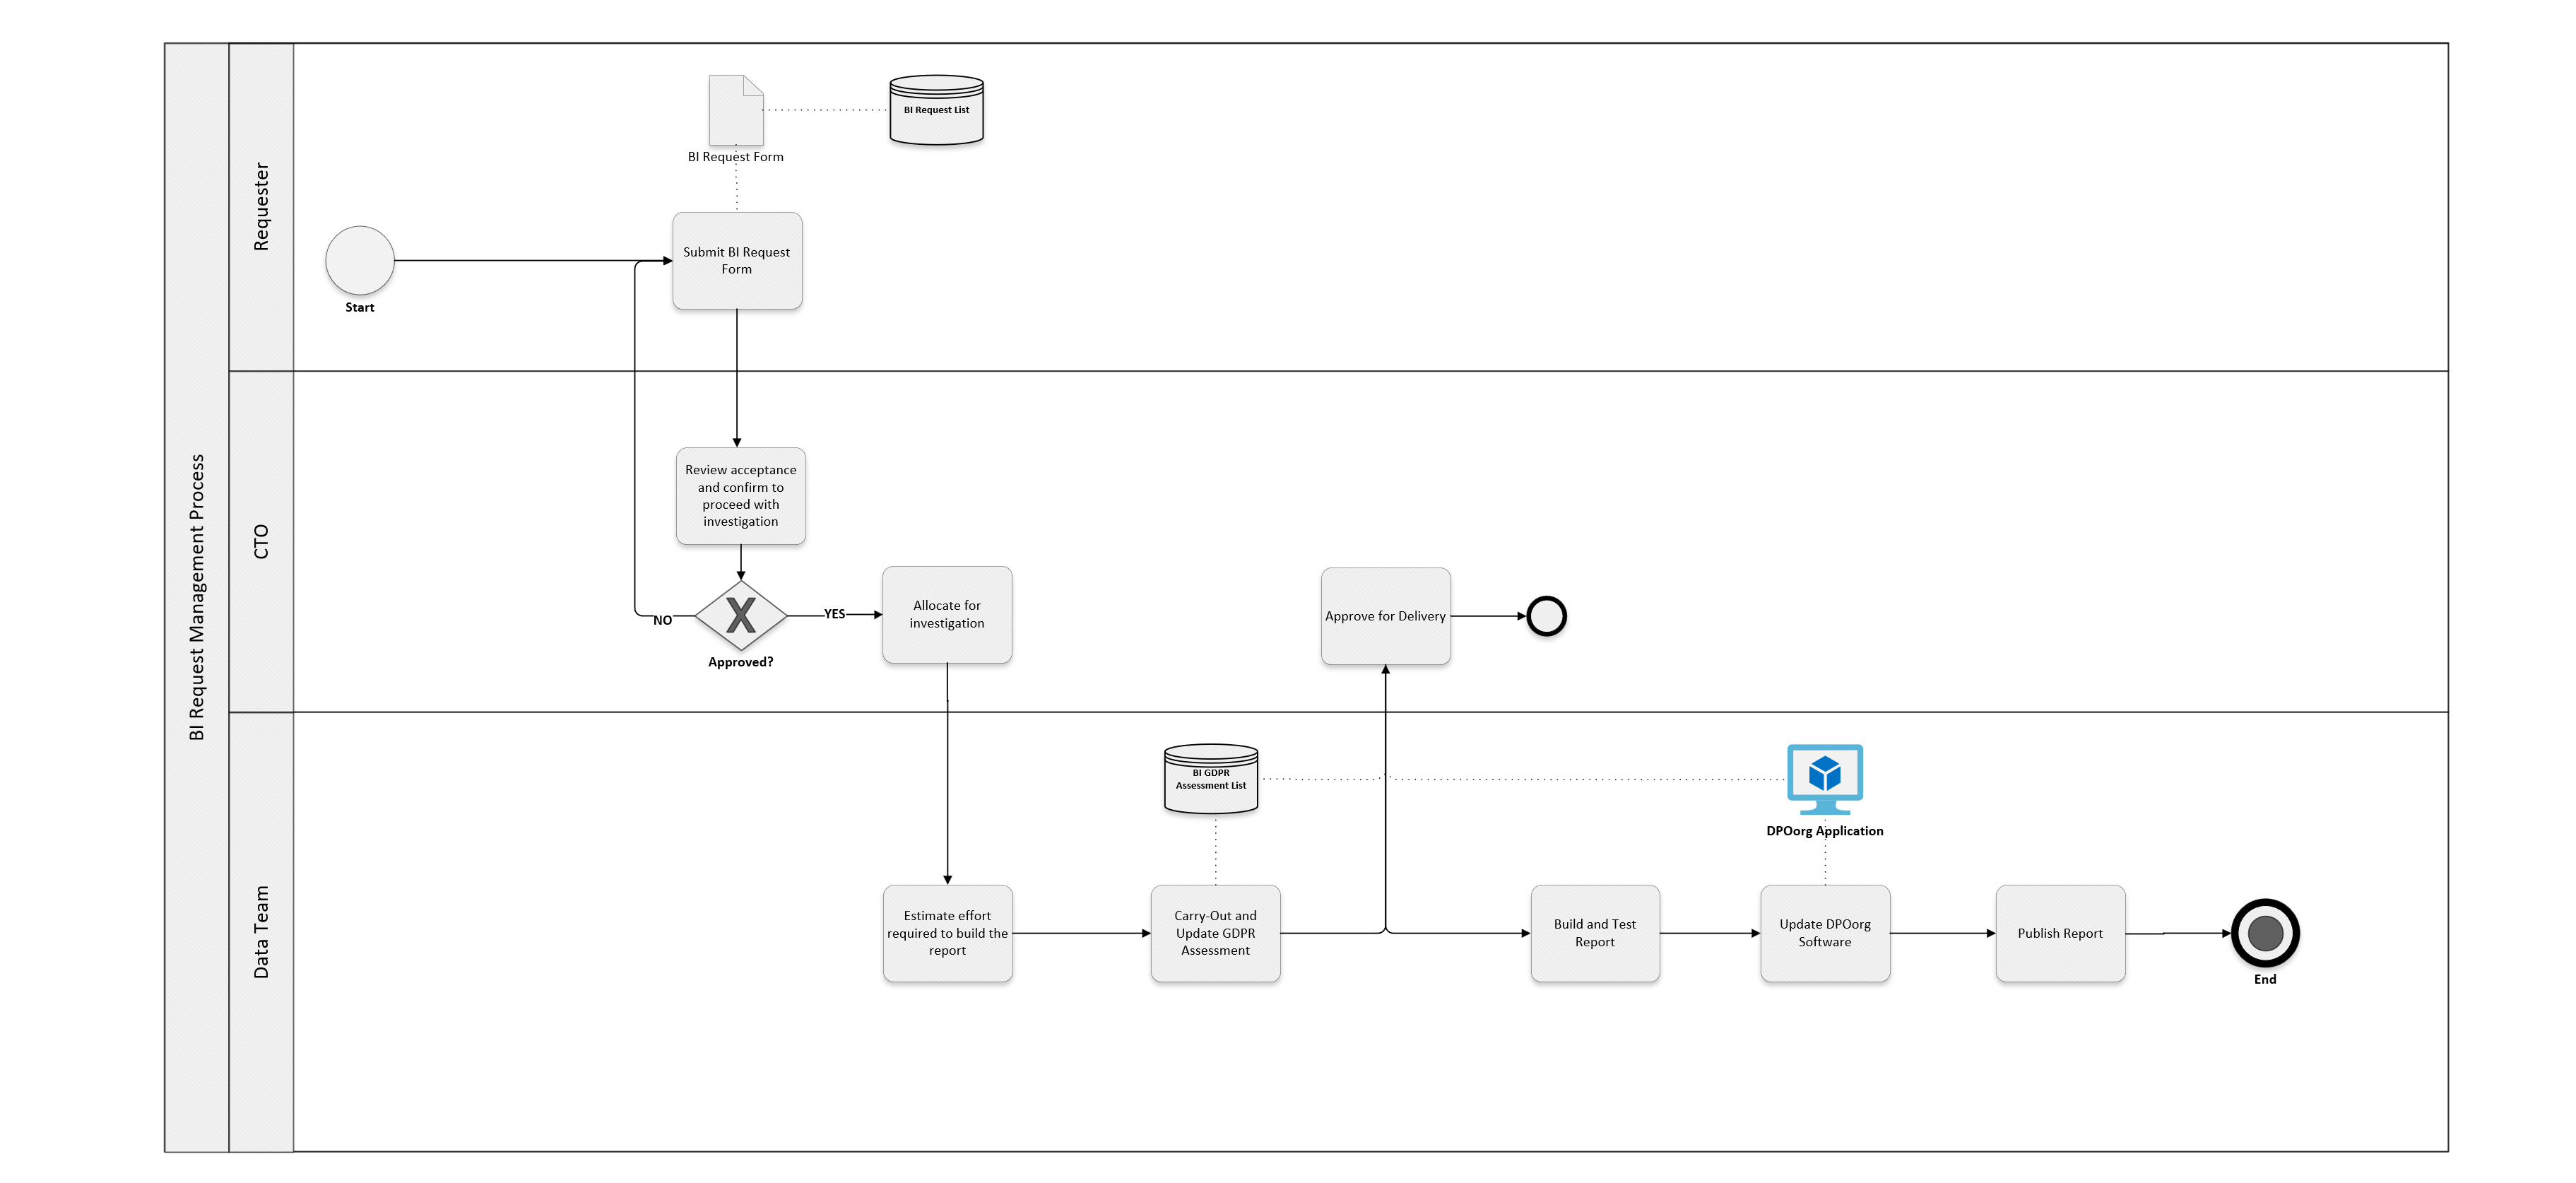 BI Request Management Process
Requester
BI Request Form
BI Request List
Start
Submit BI Request
Form
CTO
Review acceptance
and confirm to
proceed with
investigation
NO
X
Approved?
YES
Allocate for
investigation
Approve for Delivery
Data Team
BI GDPR
Assessment List
DPOorg Application
Estimate effort
required to build the
report
Carry-Out and
Update GDPR
Assessment
Build and Test
Report
Update DPOorg
Software
Publish Report
End